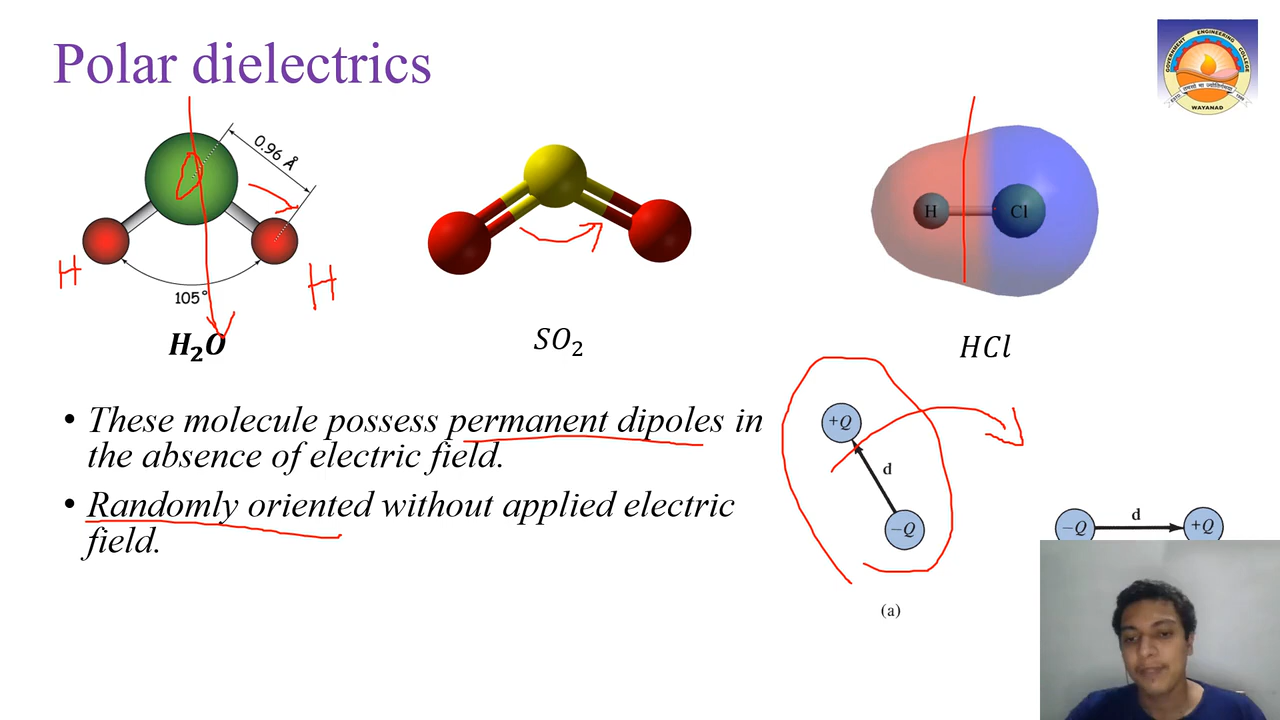 Polar dielectrics
GOVERNMENT ENGINEERING COLLEGE
WAYANAD
0.96 Å
H
H
105°
H₂O
SO₂
H
Cl
HCl
• These molecule possess permanent dipoles in
the absence of electric field.
• Randomly oriented without applied electric
field.
+Q
d
−Q
(a)
−Q
d
+Q